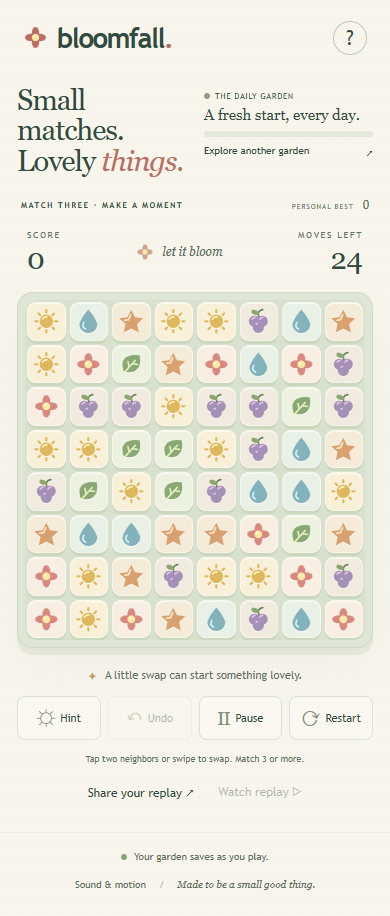 bloomfall.
?
Small
matches.
Lovely things.
THE DAILY GARDEN
A fresh start, every day.
Explore another garden ↗
MATCH THREE · MAKE A MOMENT
PERSONAL BEST 0
SCORE
0
let it bloom
MOVES LEFT
24
A little swap can start something lovely.
Hint
Undo
Pause
Restart
Tap two neighbors or swipe to swap. Match 3 or more.
Share your replay ↗
Watch replay ▷
Your garden saves as you play.
Sound & motion / Made to be a small good thing.